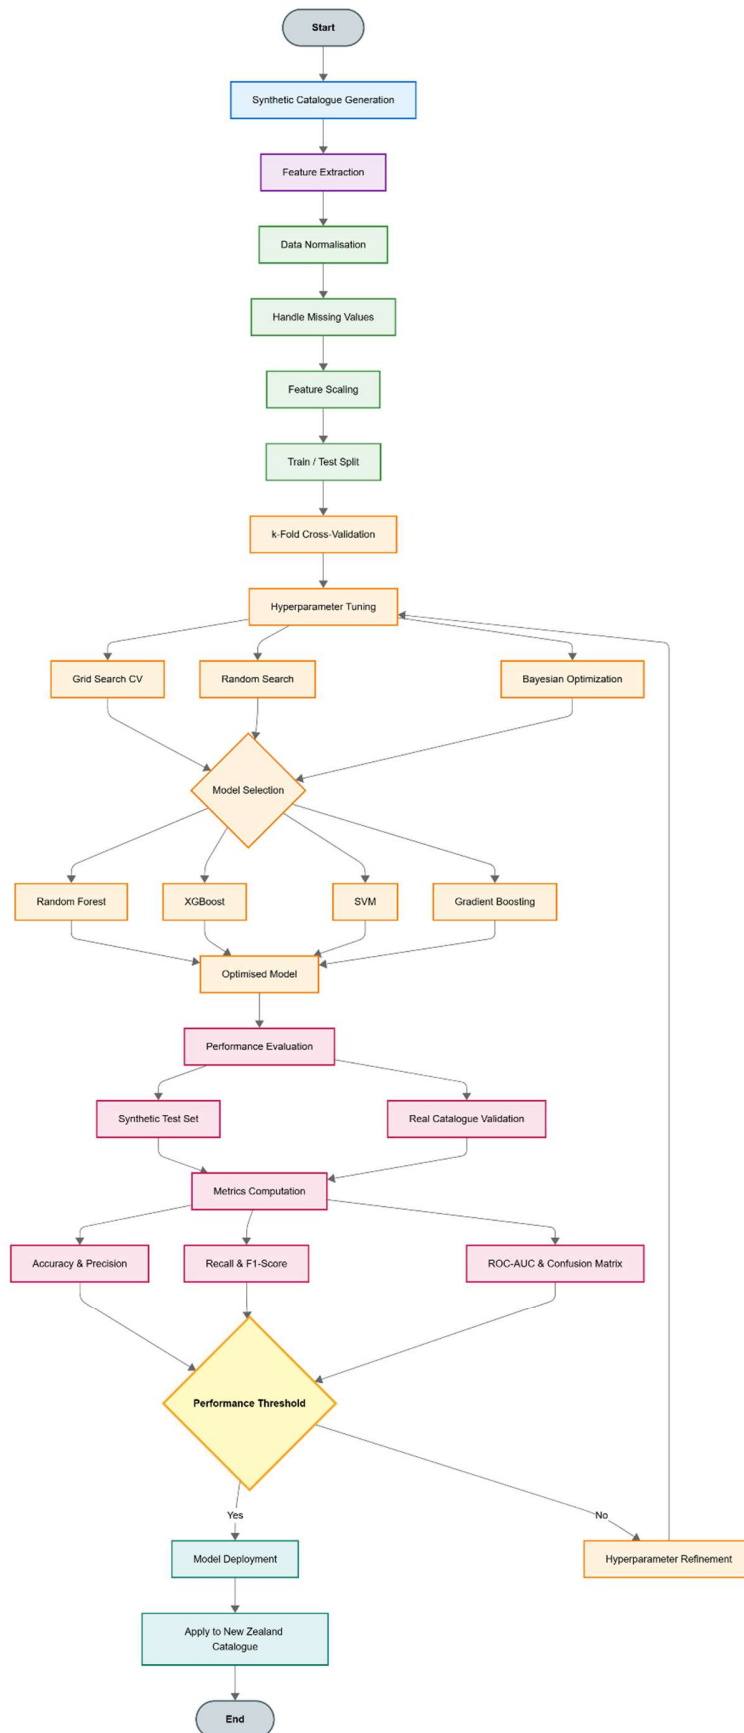 Start
Synthetic Catalogue Generation
Feature Extraction
Data Normalisation
Handle Missing Values
Feature Scaling
Train / Test Split
k-Fold Cross-Validation
Hyperparameter Tuning
Grid Search CV
Random Search
Bayesian Optimization
Model Selection
Random Forest
XGBoost
SVM
Gradient Boosting
Optimised Model
Performance Evaluation
Synthetic Test Set
Real Catalogue Validation
Metrics Computation
Accuracy & Precision
Recall & F1-Score
ROC-AUC & Confusion Matrix
Performance Threshold
Yes
No
Model Deployment
Hyperparameter Refinement
Apply to New Zealand
Catalogue
End